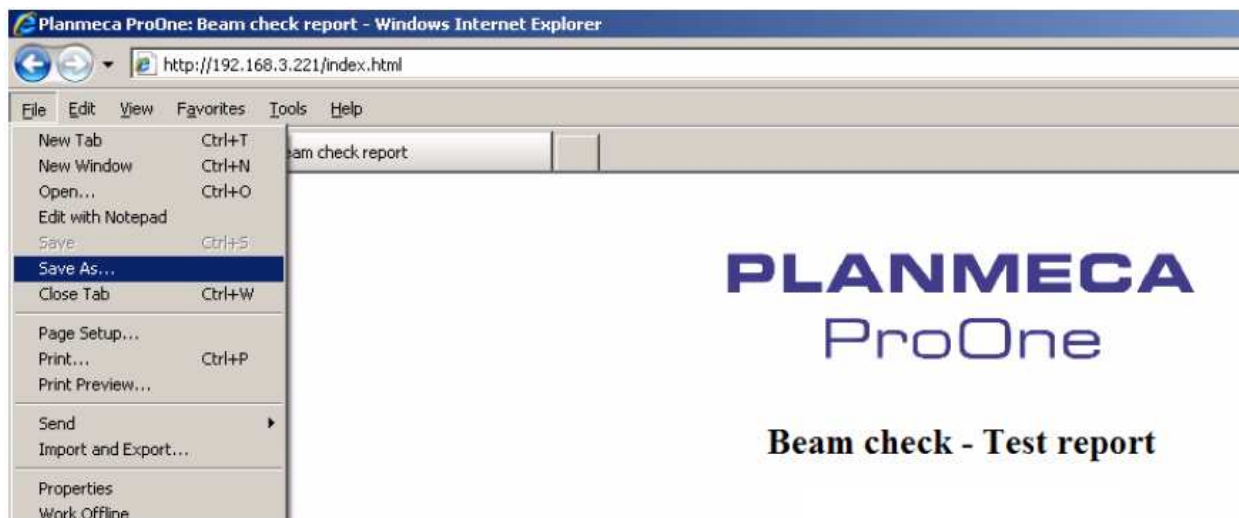 Planmeca ProOne: Beam check report - Windows Internet Explorer
http://192.168.3.221/index.html
File Edit View Favorites Tools Help
New Tab Ctrl+T
eam check report
New Window Ctrl+N
Open... Ctrl+O
Edit with Notepad
Save Ctrl+S
Save As...
Close Tab Ctrl+W
Page Setup...
Print... Ctrl+P
Print Preview...
Send
Import and Export...
Properties
Work Offline
PLANMECA
ProOne
Beam check - Test report